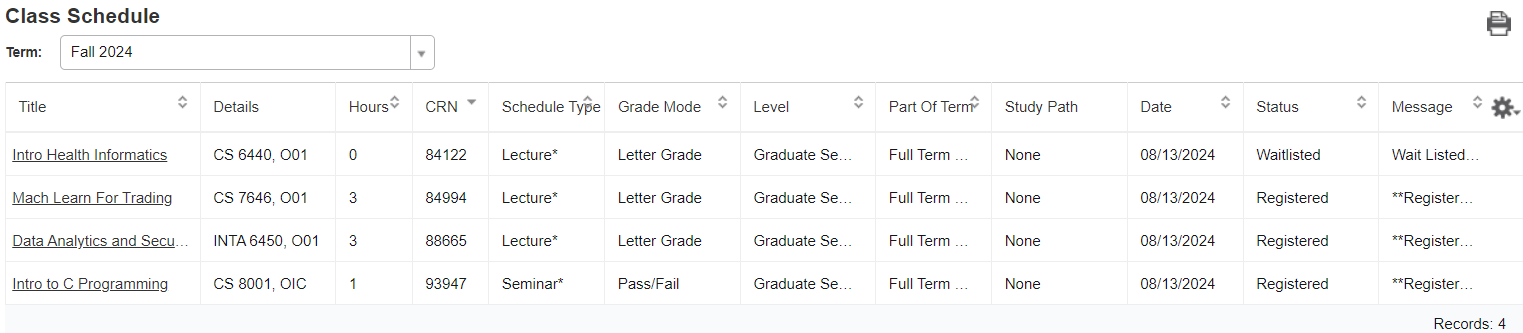 Class Schedule
Term: Fall 2024
Title Details Hours CRN Schedule Type Grade Mode Level Part Of Term Study Path Date Status Message
Intro Health Informatics CS 6440, O01 0 84122 Lecture* Letter Grade Graduate Se… Full Term … None 08/13/2024 Waitlisted Wait Listed…
Mach Learn For Trading CS 7646, O01 3 84994 Lecture* Letter Grade Graduate Se… Full Term … None 08/13/2024 Registered **Register…
Data Analytics and Secu… INTA 6450, O01 3 88665 Lecture* Letter Grade Graduate Se… Full Term … None 08/13/2024 Registered **Register…
Intro to C Programming CS 8001, OIC 1 93947 Seminar* Pass/Fail Graduate Se… Full Term … None 08/13/2024 Registered **Register…
Records: 4